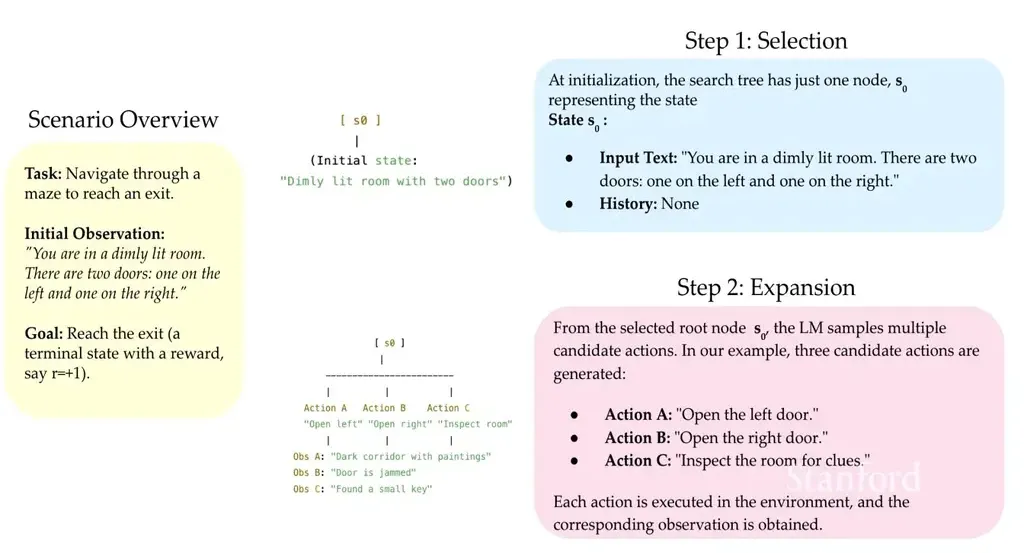 Scenario Overview
Task: Navigate through a
maze to reach an exit.
Initial Observation:
"You are in a dimly lit room.
There are two doors: one on the
left and one on the right."
Goal: Reach the exit (a
terminal state with a reward,
say r=+1).
[ s0 ]
|
(Initial state:
"Dimly lit room with two doors")
[ s0 ]
|
------------------------
| | |
Action A Action B Action C
"Open left" "Open right" "Inspect room"
| | |
Obs A: "Dark corridor with paintings"
Obs B: "Door is jammed"
Obs C: "Found a small key"
Step 1: Selection
At initialization, the search tree has just one node, s0
representing the state
State s0 :
● Input Text: "You are in a dimly lit room. There are two
doors: one on the left and one on the right."
● History: None
Step 2: Expansion
From the selected root node s0, the LM samples multiple
candidate actions. In our example, three candidate actions are
generated:
● Action A: "Open the left door."
● Action B: "Open the right door."
● Action C: "Inspect the room for clues."
Stanford
Each action is executed in the environment, and the
corresponding observation is obtained.